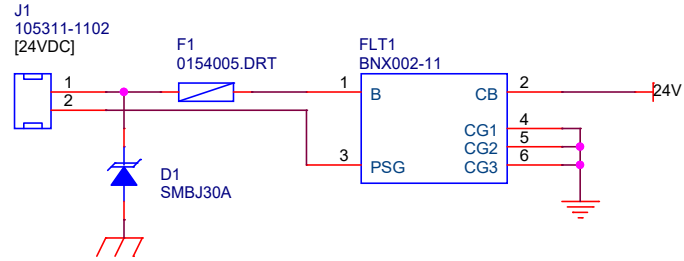 J1
105311-1102
[24VDC]
1
2
F1
0154005.DRT
FLT1
BNX002-11
1
B
CB
2
24V
CG1
4
CG2
5
CG3
6
3
PSG
D1
SMBJ30A